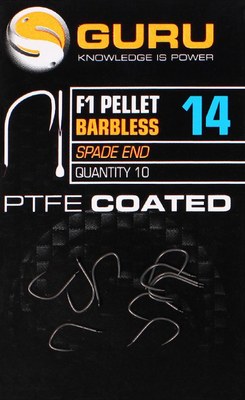 GURU
KNOWLEDGE IS POWER
F1 PELLET
BARBLESS
14
SPADE END
QUANTITY 10
PTFE COATED